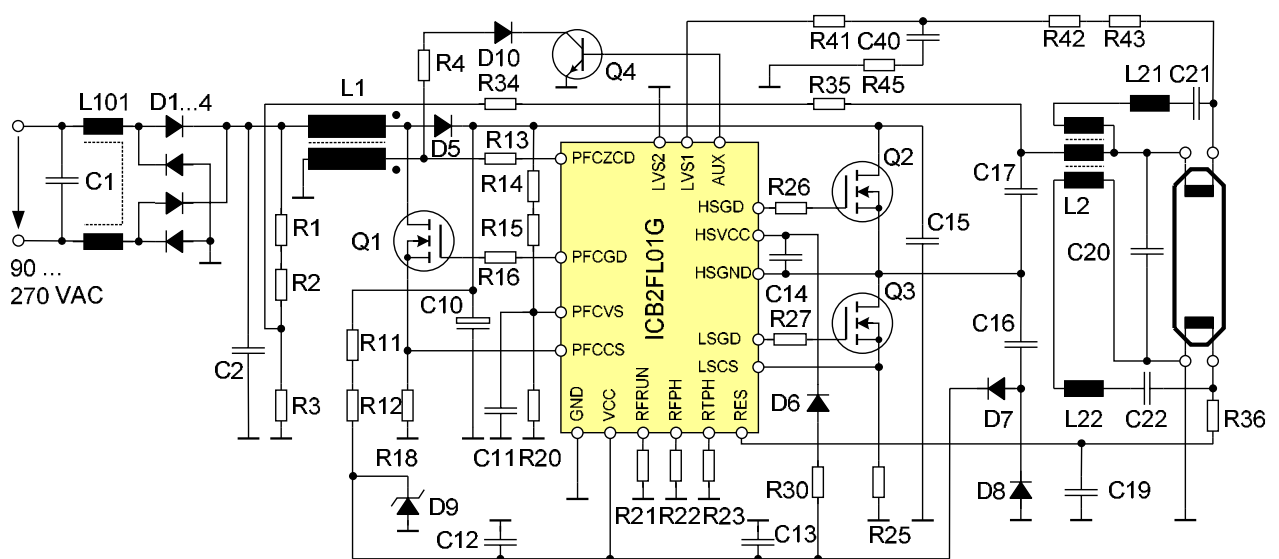 R41
C40
R42
R43
D10
Q4
R4
R34
R45
R35
L21
C21
L101
D1...4
L1
D5
R13
C1
PFCZCD
LVS2
LVS1
AUX
Q2
R14
R26
C17
L2
HSGD
R1
Q1
R15
HSVCC
C15
C20
PFCGD
ICB2FL01G
HSGND
90 ...
270 VAC
R2
R16
C14
Q3
C10
PFCVS
R27
C16
R11
LSGD
C2
PFCCS
LSCS
R3
R12
GND
VCC
RFRUN
RFPH
RTPH
RES
D6
D7
L22
C22
R36
R18
C11
R20
R30
D8
C19
D9
R21
R22
R23
R25
C12
C13